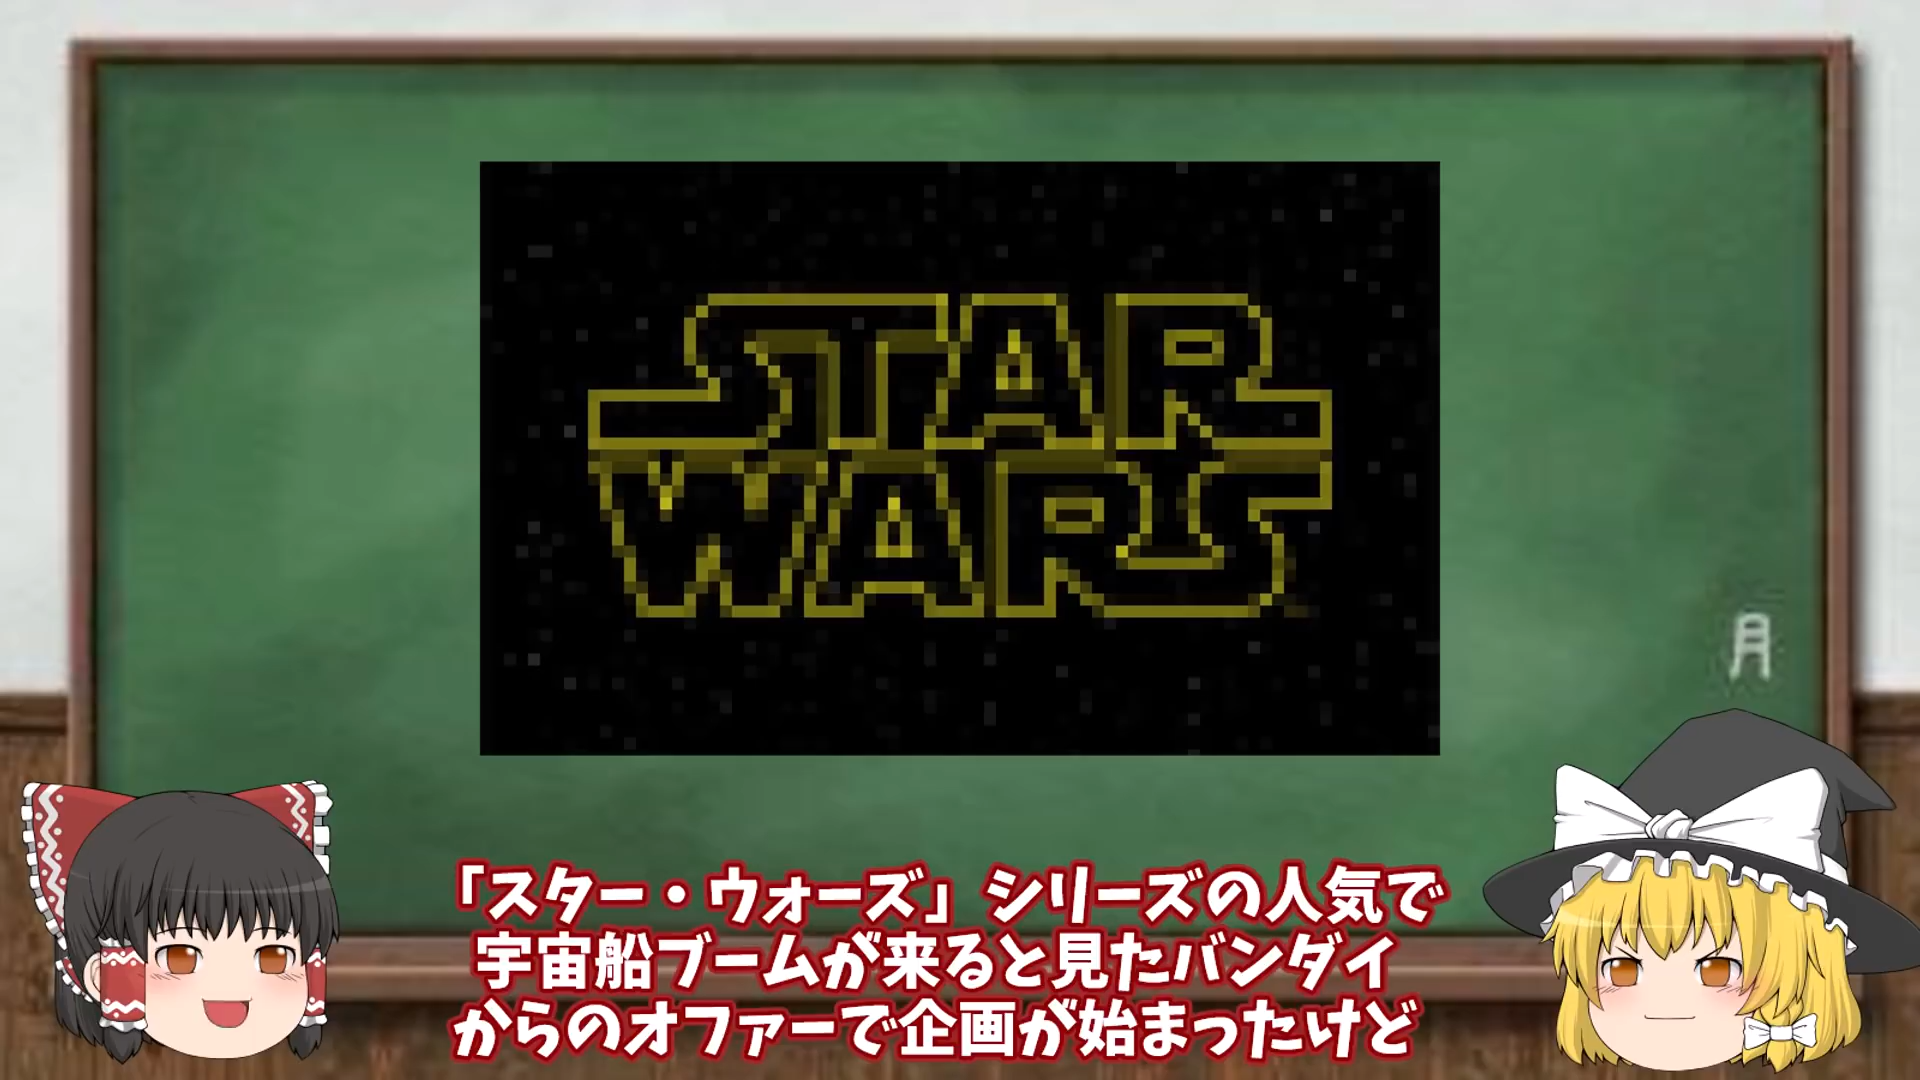 STAR
WARS
月
「スター・ウォーズ」シリーズの人気で
宇宙船ブームが来ると見たバンダイ
からのオファーで企画が始まったけど